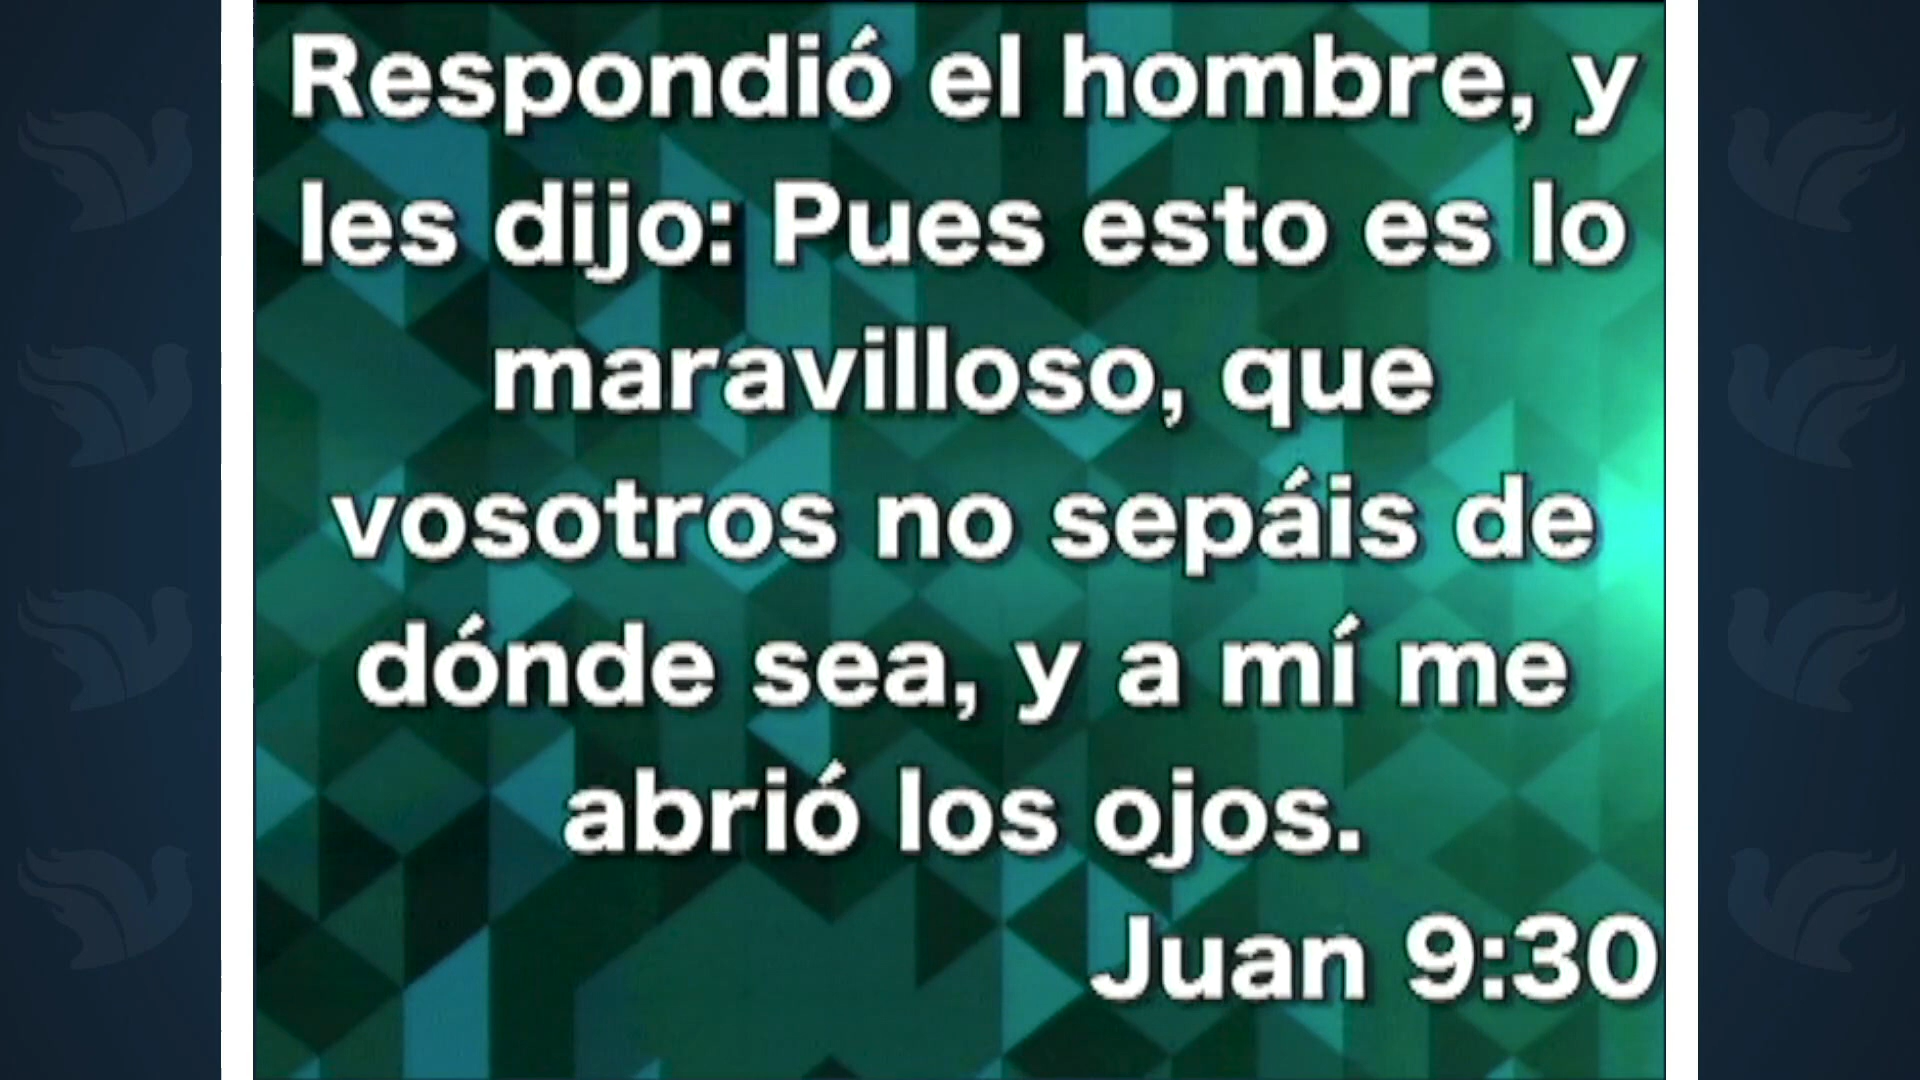 Respondió el hombre, y
les dijo: Pues esto es lo
maravilloso, que
vosotros no sepáis de
dónde sea, y a mí me
abrió los ojos.
Juan 9:30